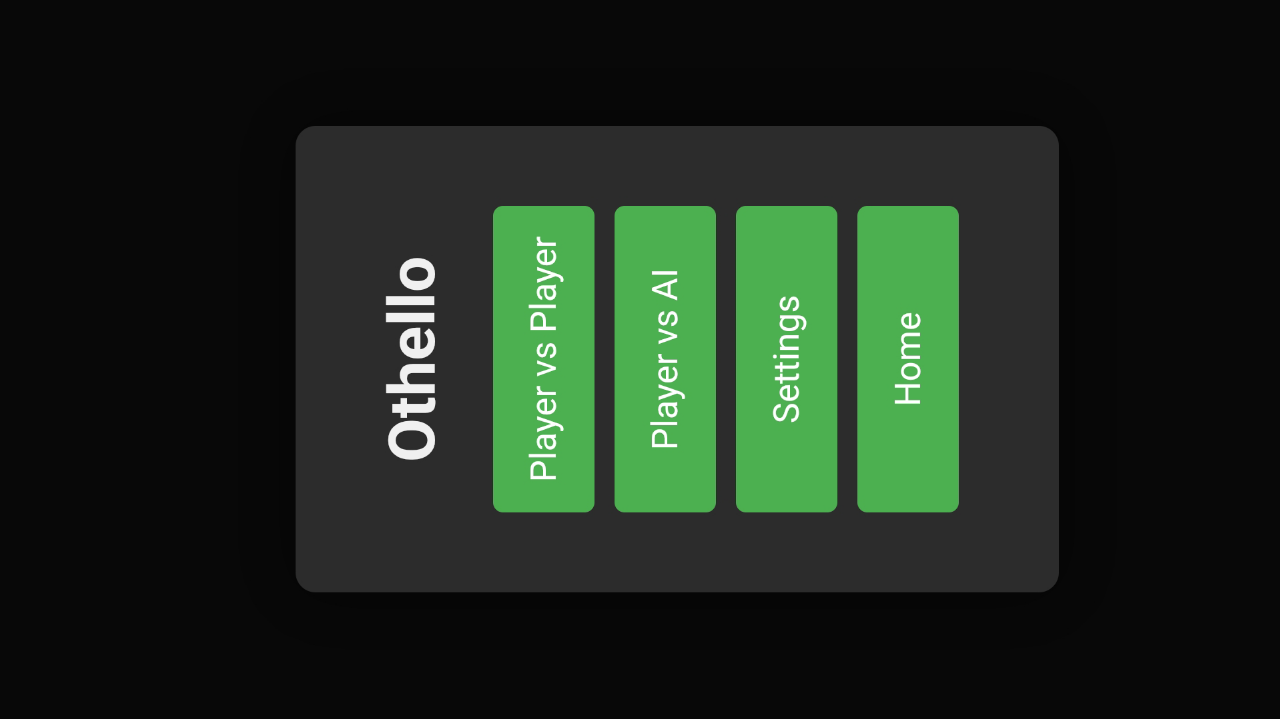 Othello
Player vs Player
Player vs AI
Settings
Home